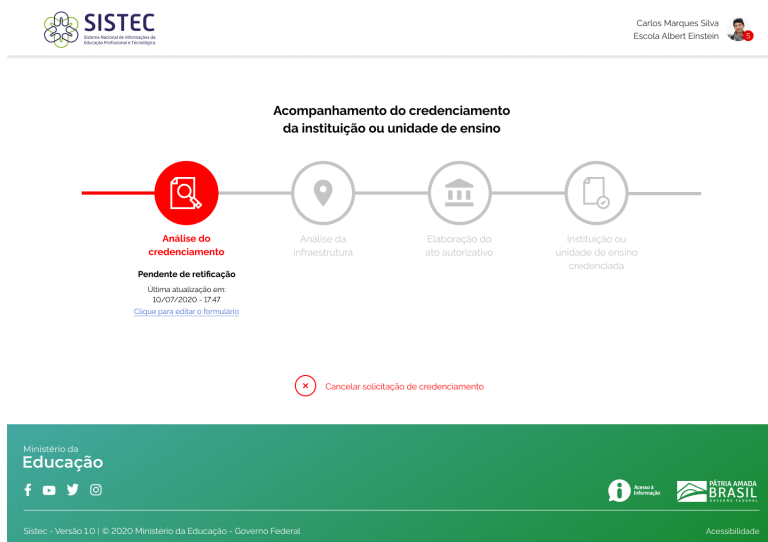 SISTEC
Sistema Nacional de Informações da
Educação Profissional e Tecnológica
Carlos Marques Silva
Escola Albert Einstein
5
Acompanhamento do credenciamento
da instituição ou unidade de ensino
Análise do
credenciamento
Pendente de retificação
Última atualização em:
10/07/2020 - 17:47
Clique para editar o formulário
Análise da
infraestrutura
Elaboração do
ato autorizativo
Instituição ou
unidade de ensino
credenciada
Cancelar solicitação de credenciamento
Ministério da
Educação
Acesso à
Informação
PÁTRIA AMADA
BRASIL
GOVERNO FEDERAL
Sistec - Versão 1.0 | © 2020 Ministério da Educação - Governo Federal
Acessibilidade